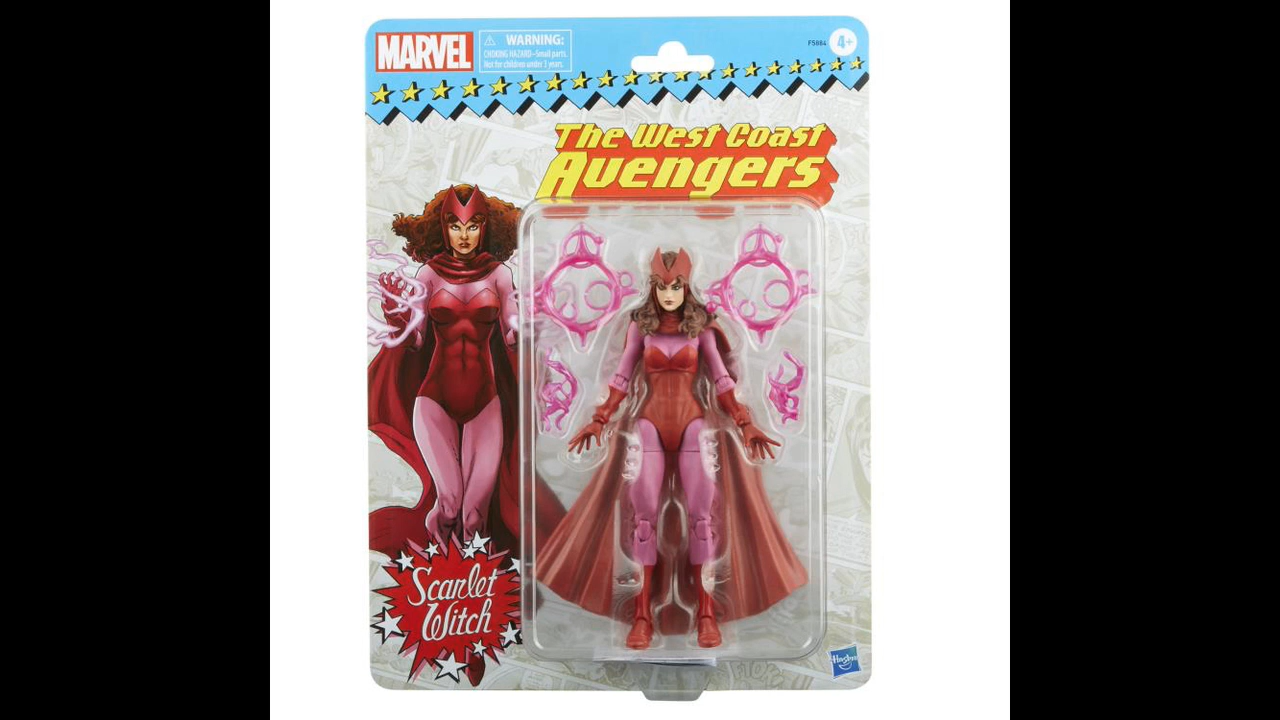 MARVEL
WARNING:
CHOKING HAZARD–Small parts.
Not for children under 3 years.
F5884
4+
The West Coast
Avengers
Scarlet
Witch
Hasbro